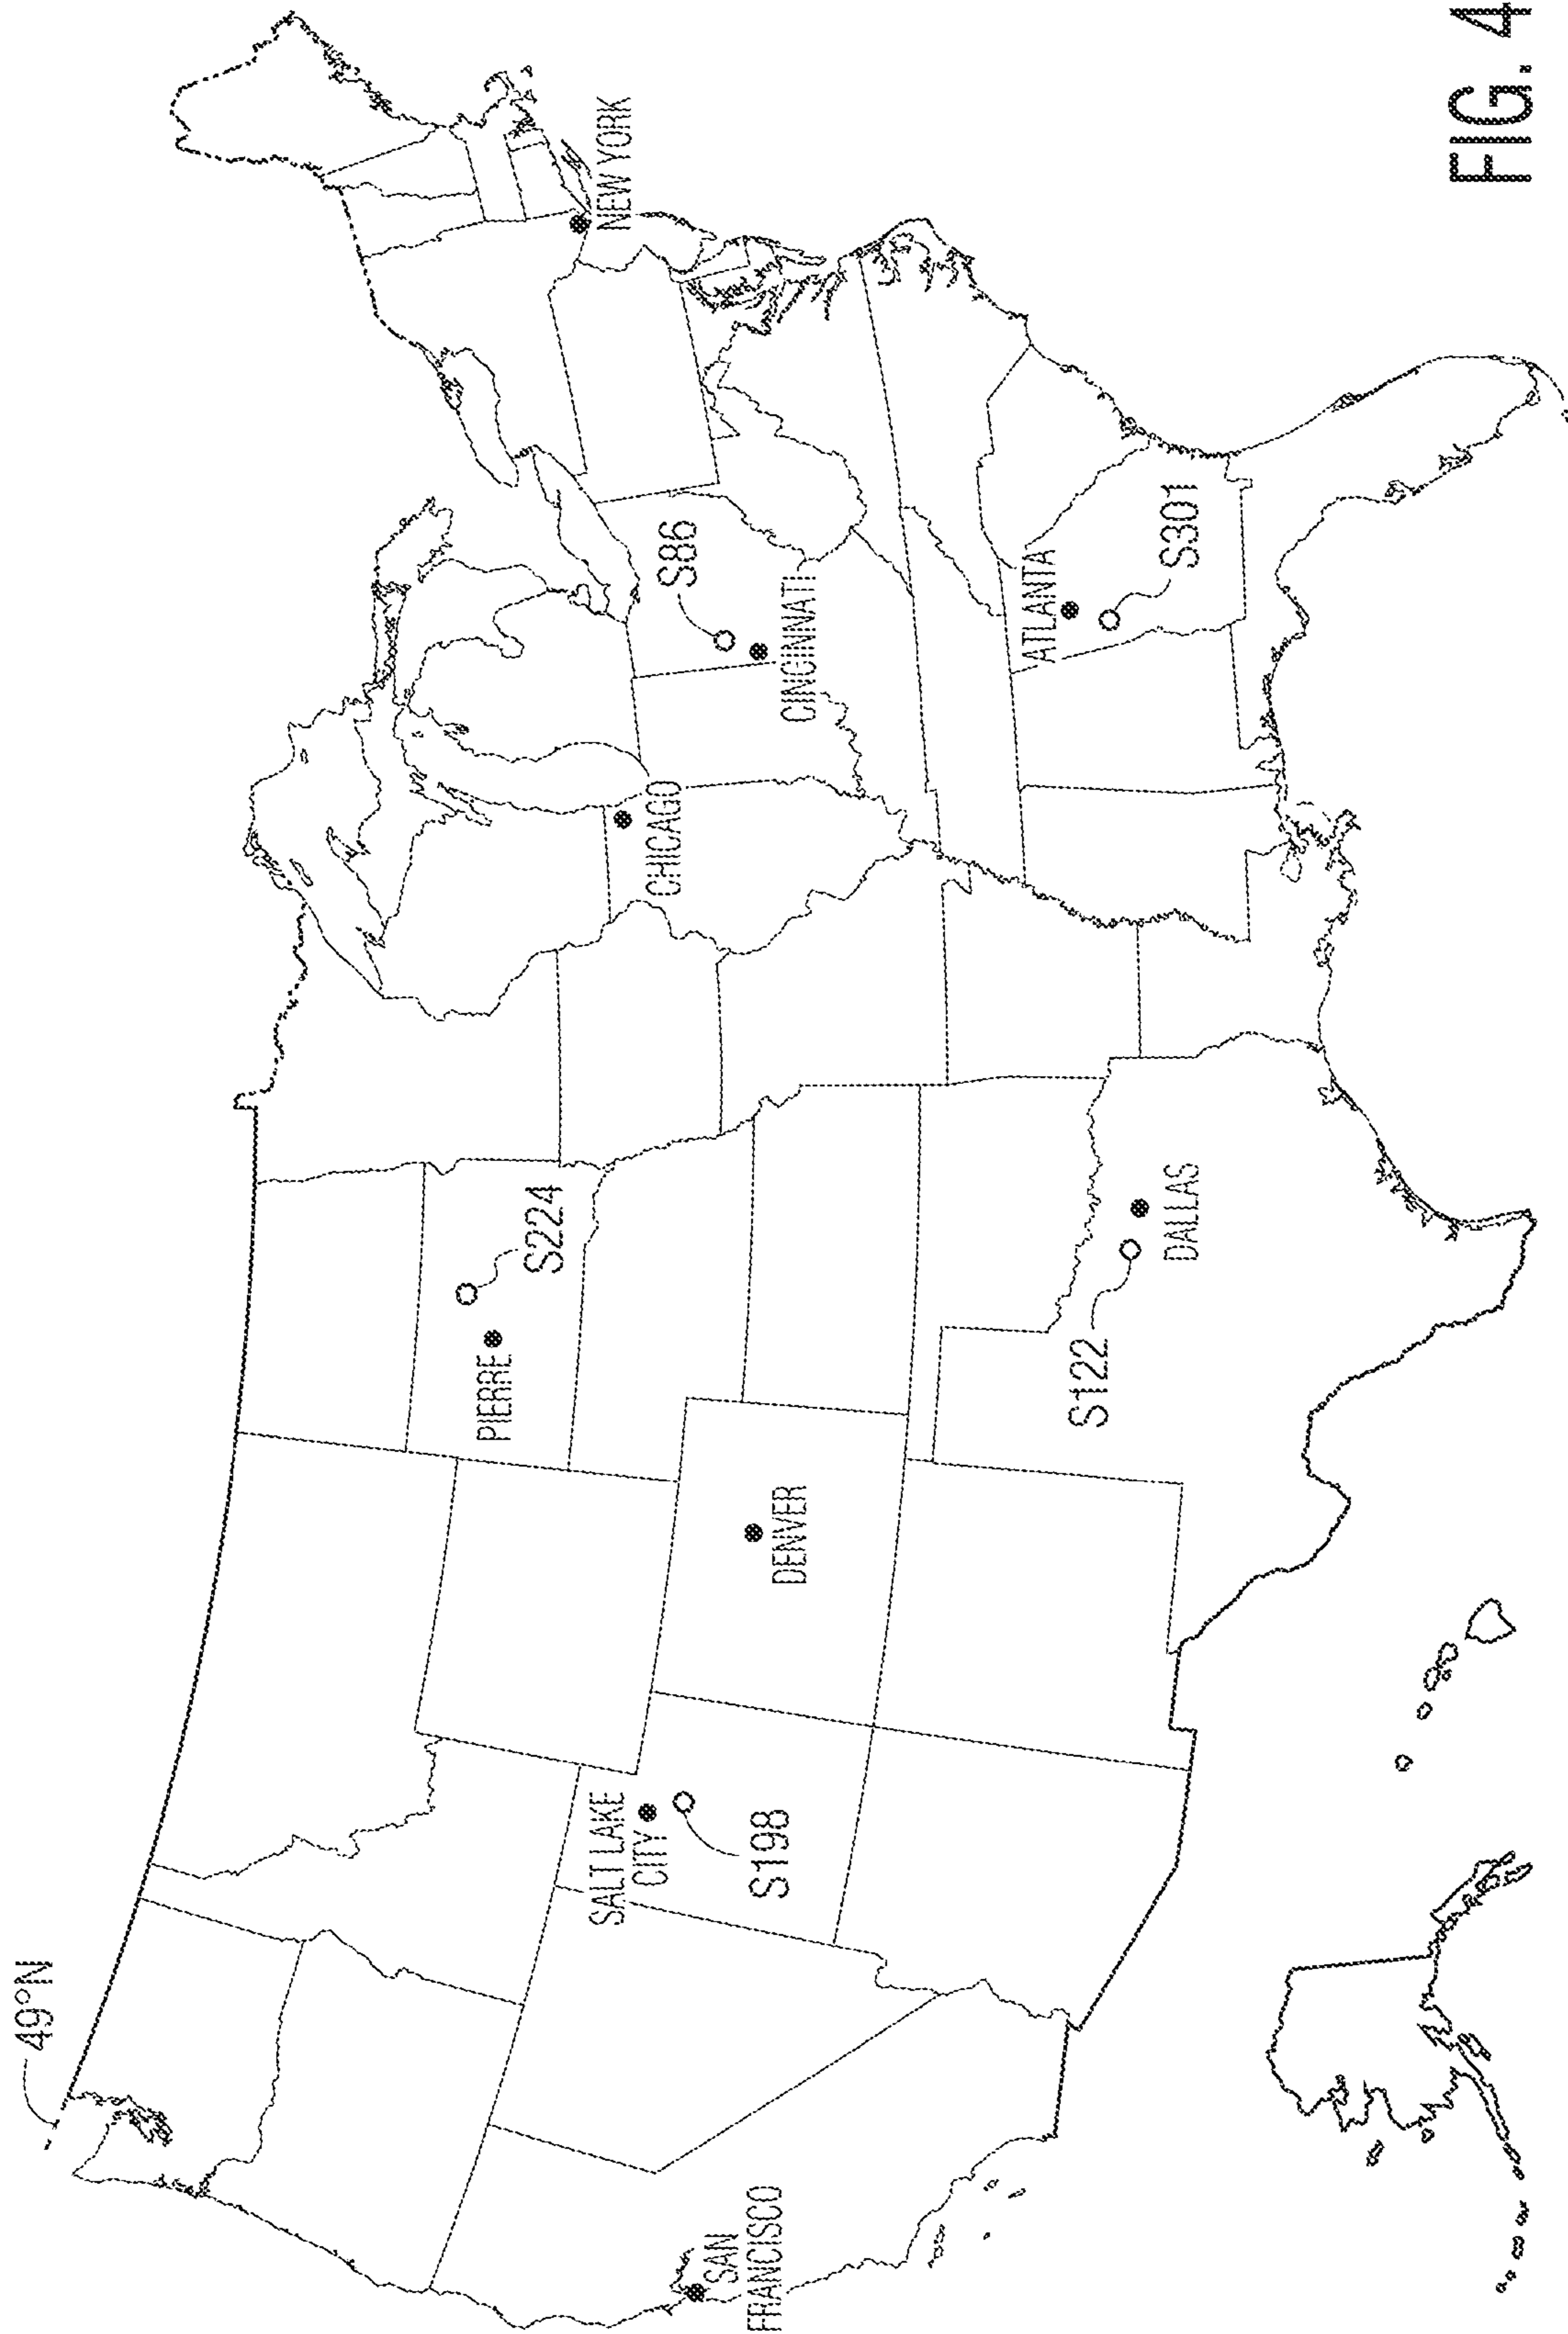 49°N
SAN
FRANCISCO
SALT LAKE
CITY
S198
DENVER
PIERRE
S224
S122
DALLAS
CHICAGO
S86
CINCINNATI
ATLANTA
S301
NEW YORK
FIG. 4